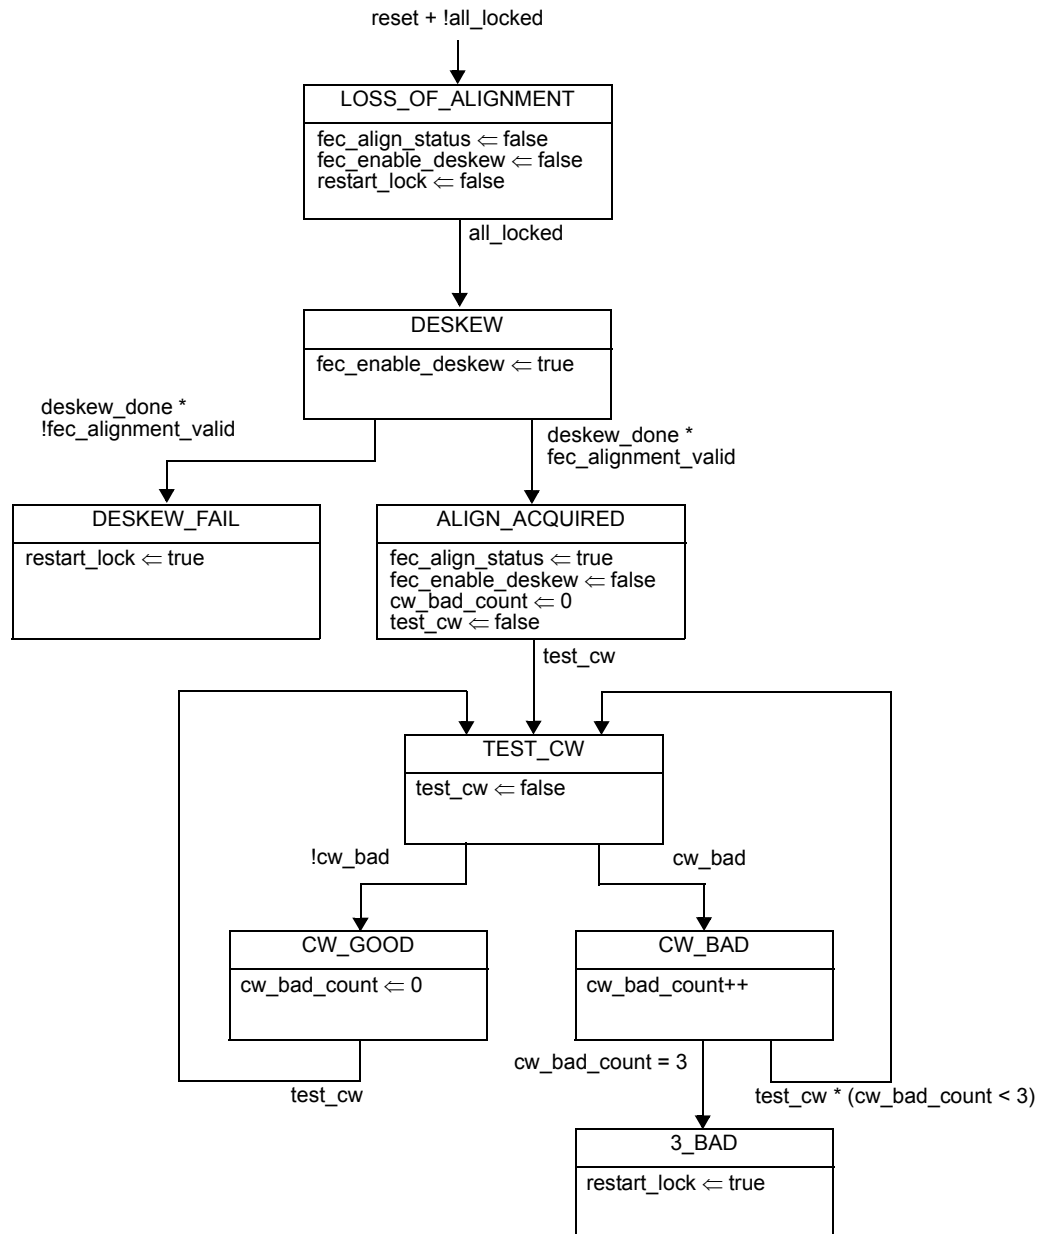 reset + !all_locked
LOSS_OF_ALIGNMENT
fec_align_status ⇐ false
fec_enable_deskew ⇐ false
restart_lock ⇐ false
all_locked
DESKEW
fec_enable_deskew ⇐ true
deskew_done *
!fec_alignment_valid
deskew_done *
fec_alignment_valid
DESKEW_FAIL
restart_lock ⇐ true
ALIGN_ACQUIRED
fec_align_status ⇐ true
fec_enable_deskew ⇐ false
cw_bad_count ⇐ 0
test_cw ⇐ false
test_cw
TEST_CW
test_cw ⇐ false
!cw_bad
cw_bad
CW_GOOD
cw_bad_count ⇐ 0
CW_BAD
cw_bad_count++
cw_bad_count = 3
test_cw
test_cw * (cw_bad_count < 3)
3_BAD
restart_lock ⇐ true